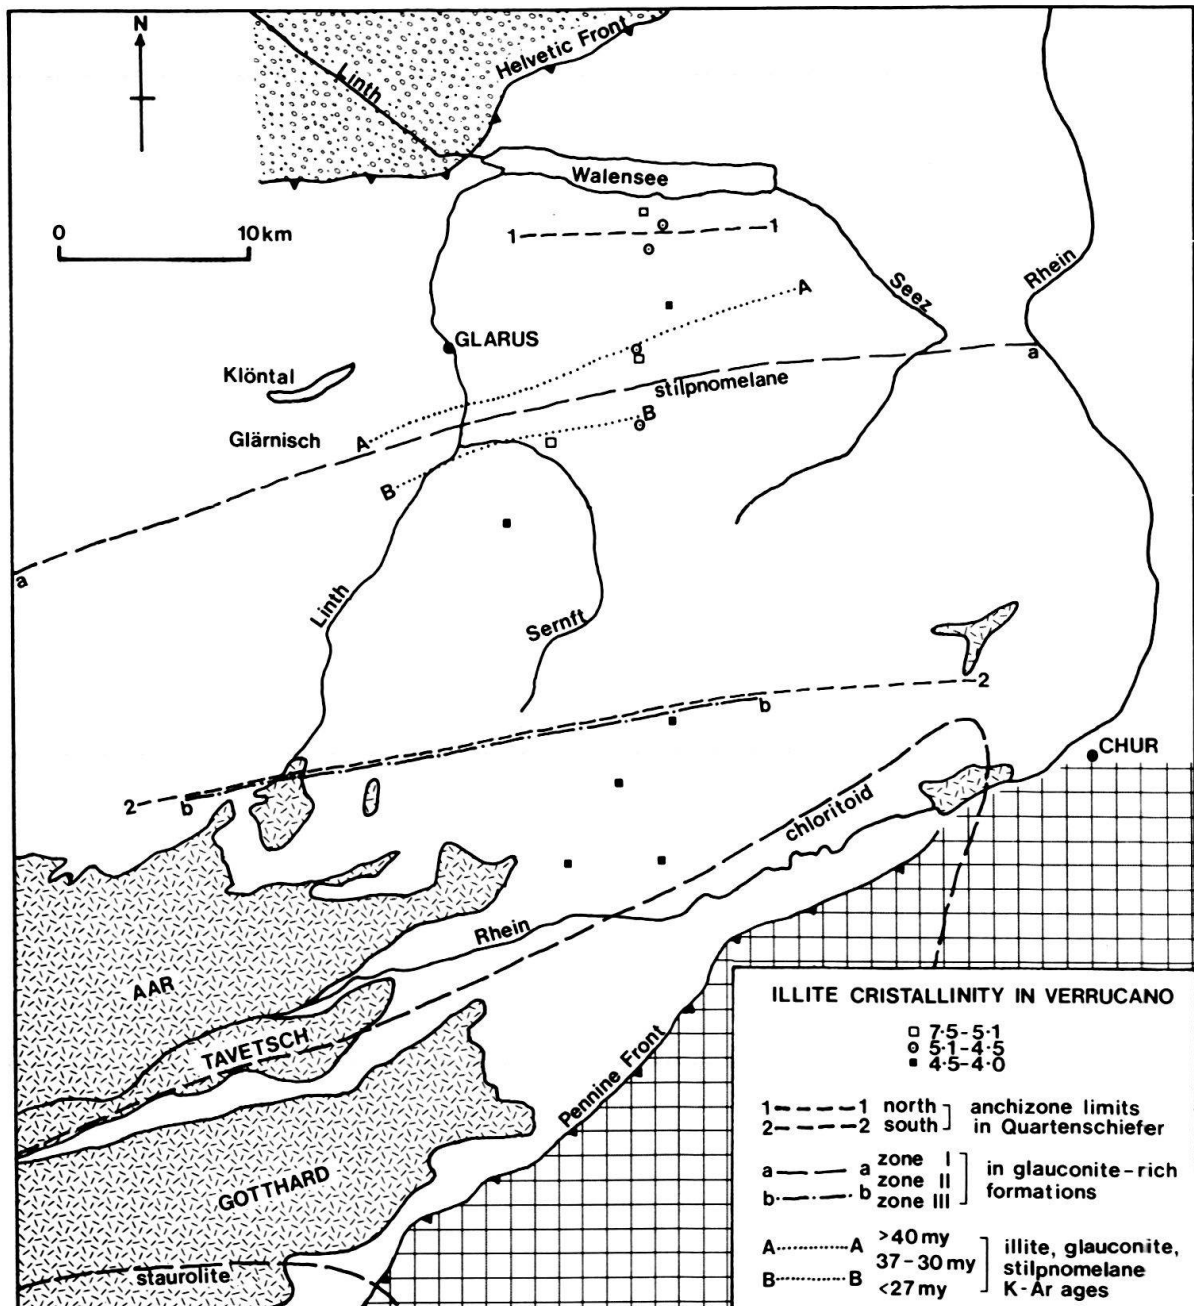 N
Linth
Helvetic Front
Walensee
0 10 km
1 1
Rhein
Seez
A
GLARUS
a
Klöntal
stilpnomelane
Glärnisch
A
B
B
a
Linth
Sernft
2
b
CHUR
2
b
chloritoid
Rhein
AAR
TAVETSCH
Pennine Front
GOTTHARD
staurolite
ILLITE CRISTALLINITY IN VERRUCANO
7·5-5·1
5·1-4·5
4·5-4·0
1 1 north anchizone limits
2 2 south in Quartenschiefer
a a zone I
zone II in glauconite-rich
b b zone III formations
A A >40 my illite, glauconite,
37-30 my stilpnomelane
B B <27 my K-Ar ages